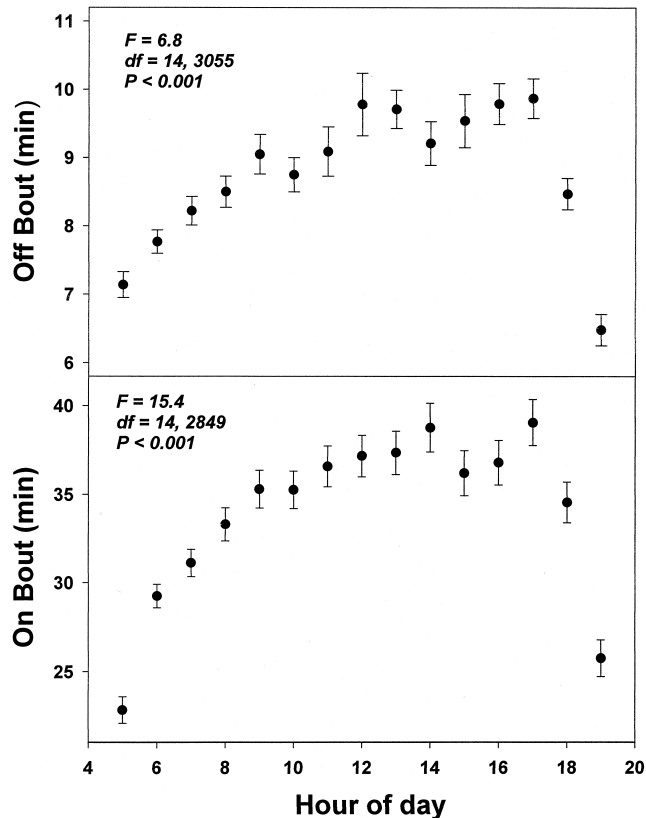 11
10
9
8
7
6
Off Bout (min)
F = 6.8
df = 14, 3055
P < 0.001
40
35
30
25
On Bout (min)
F = 15.4
df = 14, 2849
P < 0.001
4 6 8 10 12 14 16 18 20
Hour of day